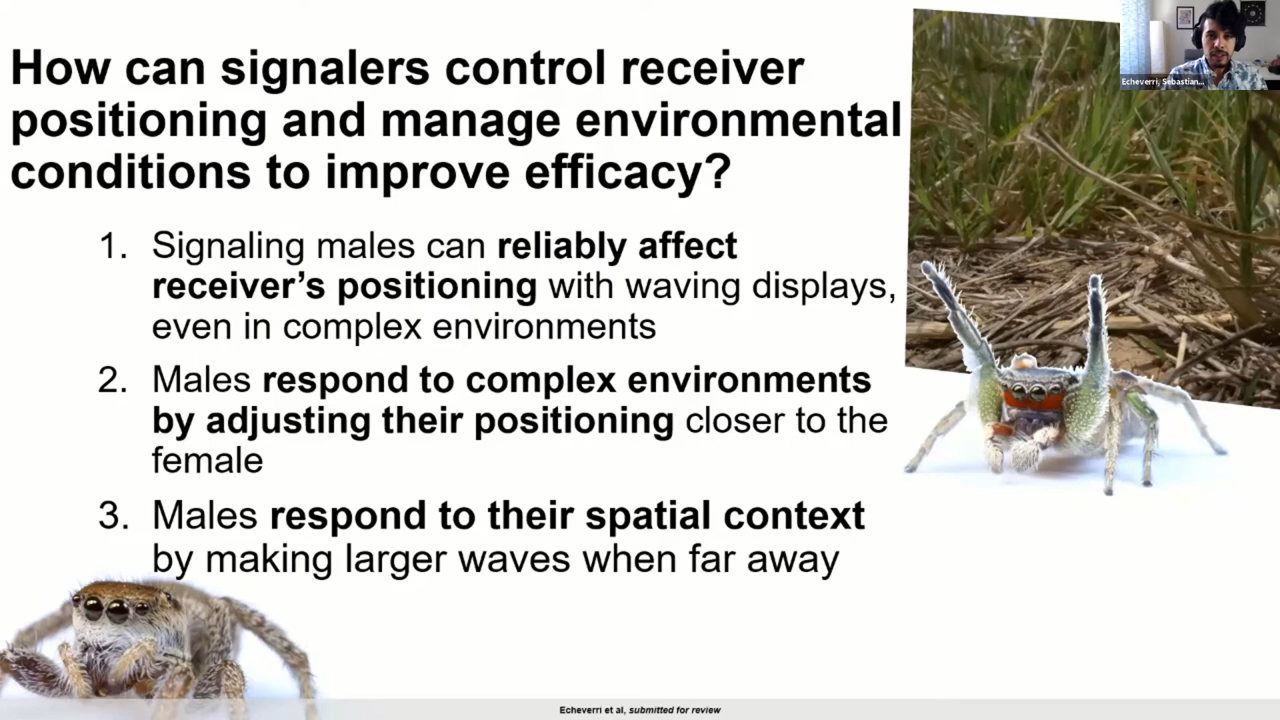 How can signalers control receiver
positioning and manage environmental
conditions to improve efficacy?
1. Signaling males can reliably affect
receiver's positioning with waving displays,
even in complex environments
2. Males respond to complex environments
by adjusting their positioning closer to the
female
3. Males respond to their spatial context
by making larger waves when far away
Echeverri, Sebastian...
Echeverri et al, submitted for review